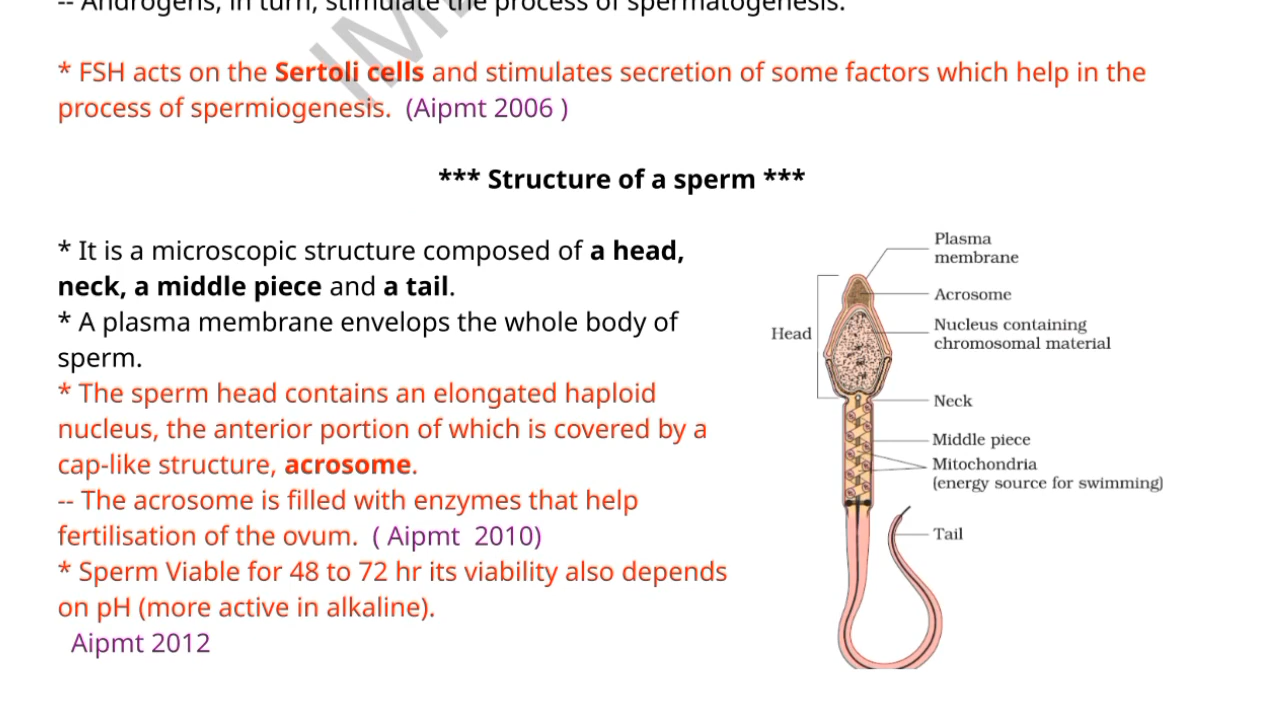 -- Androgens, in turn, stimulate the process of spermatogenesis.
* FSH acts on the Sertoli cells and stimulates secretion of some factors which help in the
process of spermiogenesis. (Aipmt 2006 )
*** Structure of a sperm ***
* It is a microscopic structure composed of a head,
neck, a middle piece and a tail.
* A plasma membrane envelops the whole body of
sperm.
* The sperm head contains an elongated haploid
nucleus, the anterior portion of which is covered by a
cap-like structure, acrosome.
-- The acrosome is filled with enzymes that help
fertilisation of the ovum. ( Aipmt 2010)
* Sperm Viable for 48 to 72 hr its viability also depends
on pH (more active in alkaline).
Aipmt 2012
Plasma
membrane
Acrosome
Head
Nucleus containing
chromosomal material
Neck
Middle piece
Mitochondria
(energy source for swimming)
Tail